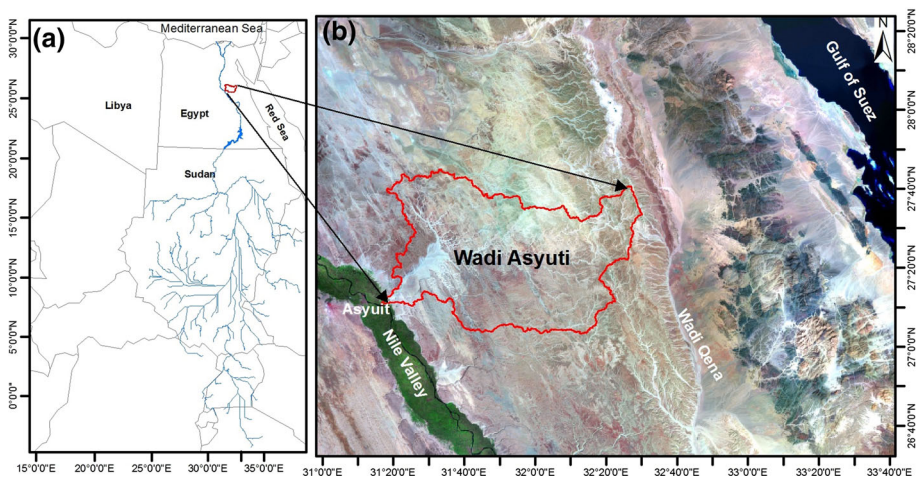 (a)
Mediterranean Sea
Libya
Egypt
Red Sea
Sudan
30°0'0"N
25°0'0"N
20°0'0"N
15°0'0"N
10°0'0"N
5°0'0"N
0°0'0"
15°0'0"E
20°0'0"E
25°0'0"E
30°0'0"E
35°0'0"E
(b)
N
Gulf of Suez
Wadi Asyuti
Asyuit
Nile Valley
Wadi Qena
28°20'0"N
28°0'0"N
27°40'0"N
27°20'0"N
27°0'0"N
26°40'0"N
31°0'0"E
31°20'0"E
31°40'0"E
32°0'0"E
32°20'0"E
32°40'0"E
33°0'0"E
33°20'0"E
33°40'0"E